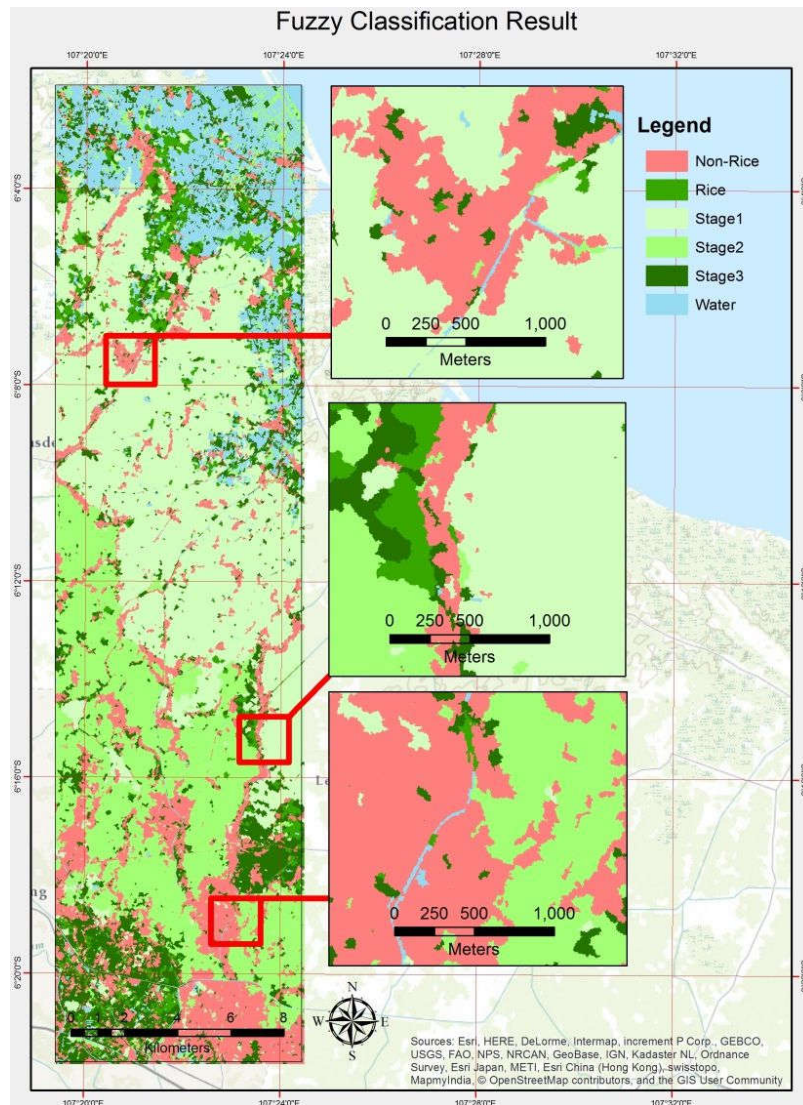 Fuzzy Classification Result
107°20'0"E 107°24'0"E 107°28'0"E 107°32'0"E
6°4'0"S
6°8'0"S
6°12'0"S
6°16'0"S
6°20'0"S
Legend
Non-Rice
Rice
Stage1
Stage2
Stage3
Water
0 250 500 1,000
Meters
0 250 500 1,000
Meters
0 250 500 1,000
Meters
0 1 2 4 6 8
Kilometers
N
W E
S
Sources: Esri, HERE, DeLorme, Intermap, increment P Corp., GEBCO,
USGS, FAO, NPS, NRCAN, GeoBase, IGN, Kadaster NL, Ordnance
Survey, Esri Japan, METI, Esri China (Hong Kong), swisstopo,
MapmyIndia, © OpenStreetMap contributors, and the GIS User Community
107°20'0"E 107°24'0"E 107°28'0"E 107°32'0"E